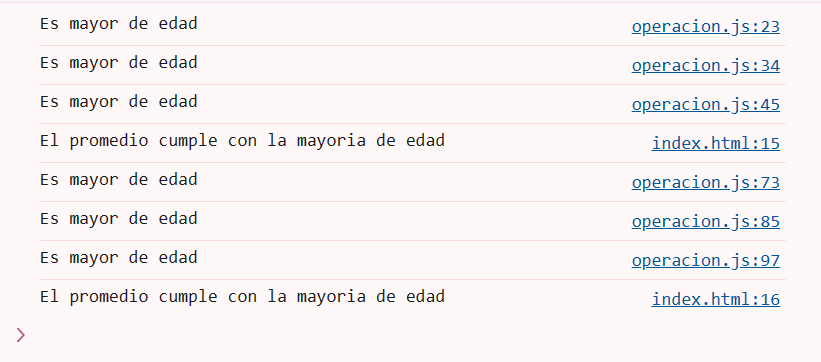 Es mayor de edad operacion.js:23
Es mayor de edad operacion.js:34
Es mayor de edad operacion.js:45
El promedio cumple con la mayoria de edad index.html:15
Es mayor de edad operacion.js:73
Es mayor de edad operacion.js:85
Es mayor de edad operacion.js:97
El promedio cumple con la mayoria de edad index.html:16